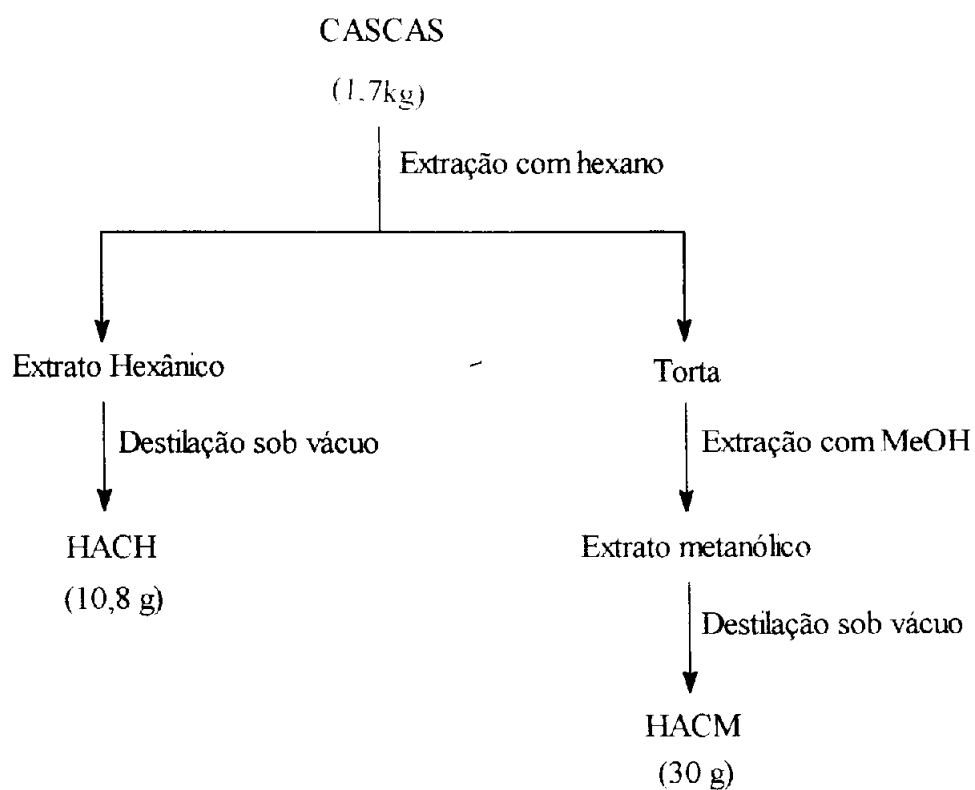 CASCAS
(1.7kg)
Extração com hexano
Extrato Hexânico
Torta
Destilação sob vácuo
Extração com MeOH
HACH
(10,8 g)
Extrato metanólico
Destilação sob vácuo
HACM
(30 g)